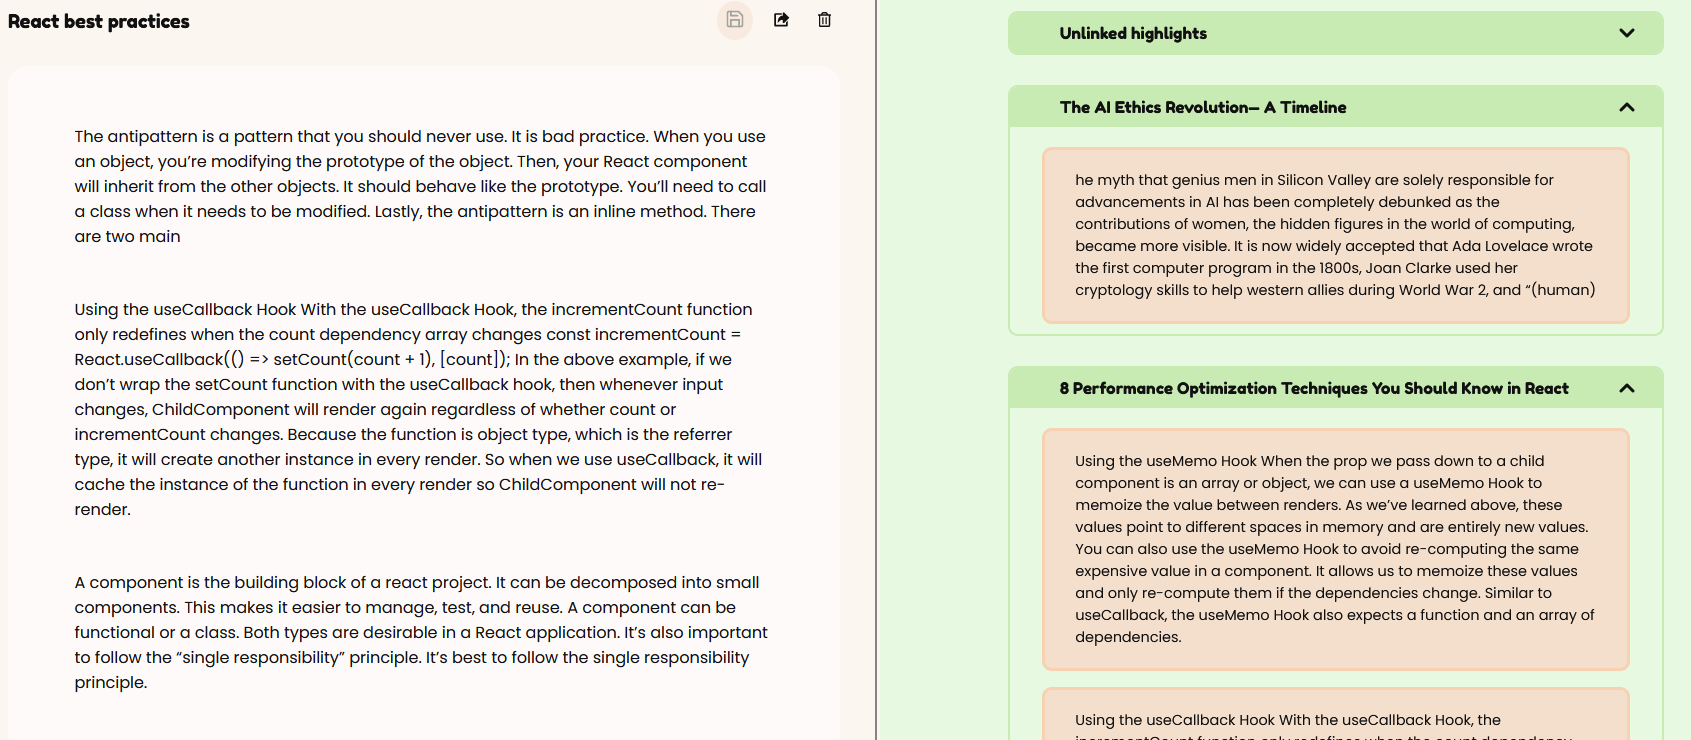 React best practices
The antipattern is a pattern that you should never use. It is bad practice. When you use
an object, you’re modifying the prototype of the object. Then, your React component
will inherit from the other objects. It should behave like the prototype. You’ll need to call
a class when it needs to be modified. Lastly, the antipattern is an inline method. There
are two main
Using the useCallback Hook With the useCallback Hook, the incrementCount function
only redefines when the count dependency array changes const incrementCount =
React.useCallback(() => setCount(count + 1), [count]); In the above example, if we
don’t wrap the setCount function with the useCallback hook, then whenever input
changes, ChildComponent will render again regardless of whether count or
incrementCount changes. Because the function is object type, which is the referrer
type, it will create another instance in every render. So when we use useCallback, it will
cache the instance of the function in every render so ChildComponent will not re-
render.
A component is the building block of a react project. It can be decomposed into small
components. This makes it easier to manage, test, and reuse. A component can be
functional or a class. Both types are desirable in a React application. It’s also important
to follow the “single responsibility” principle. It’s best to follow the single responsibility
principle.
Unlinked highlights
The AI Ethics Revolution— A Timeline
he myth that genius men in Silicon Valley are solely responsible for
advancements in AI has been completely debunked as the
contributions of women, the hidden figures in the world of computing,
became more visible. It is now widely accepted that Ada Lovelace wrote
the first computer program in the 1800s, Joan Clarke used her
cryptology skills to help western allies during World War 2, and “(human)
8 Performance Optimization Techniques You Should Know in React
Using the useMemo Hook When the prop we pass down to a child
component is an array or object, we can use a useMemo Hook to
memoize the value between renders. As we’ve learned above, these
values point to different spaces in memory and are entirely new values.
You can also use the useMemo Hook to avoid re-computing the same
expensive value in a component. It allows us to memoize these values
and only re-compute them if the dependencies change. Similar to
useCallback, the useMemo Hook also expects a function and an array of
dependencies.
Using the useCallback Hook With the useCallback Hook, the
incrementCount function only redefines when the count dependency